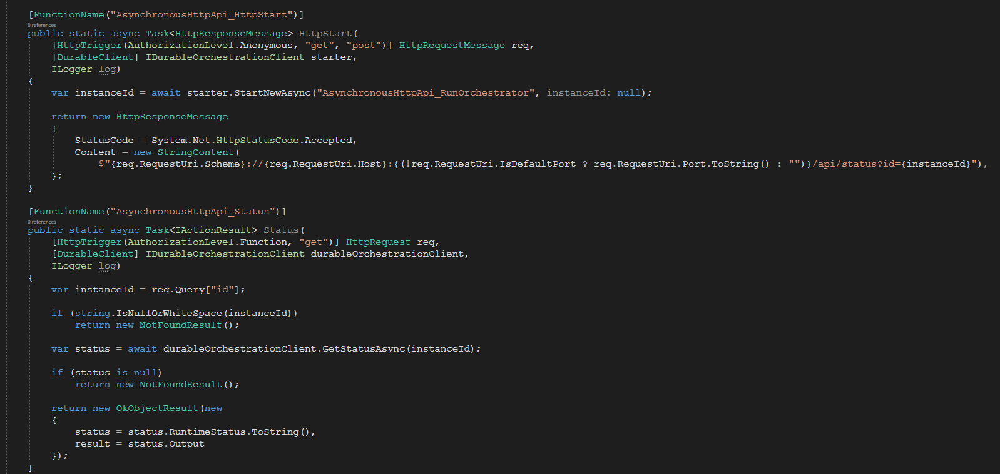 [FunctionName("AsynchronousHttpApi_HttpStart")]
0 references
public static async Task<HttpResponseMessage> HttpStart(
[HttpTrigger(AuthorizationLevel.Anonymous, "get", "post")] HttpRequestMessage req,
[DurableClient] IDurableOrchestrationClient starter,
ILogger log)
{
var instanceId = await starter.StartNewAsync("AsynchronousHttpApi_RunOrchestrator", instanceId: null);
return new HttpResponseMessage
{
StatusCode = System.Net.HttpStatusCode.Accepted,
Content = new StringContent(
$"{req.RequestUri.Scheme}://{req.RequestUri.Host}:{(!req.RequestUri.IsDefaultPort ? req.RequestUri.Port.ToString() : "")}/api/status?id={instanceId}"),
};
}
[FunctionName("AsynchronousHttpApi_Status")]
0 references
public static async Task<IActionResult> Status(
[HttpTrigger(AuthorizationLevel.Function, "get")] HttpRequest req,
[DurableClient] IDurableOrchestrationClient durableOrchestrationClient,
ILogger log)
{
var instanceId = req.Query["id"];
if (string.IsNullOrWhiteSpace(instanceId))
return new NotFoundResult();
var status = await durableOrchestrationClient.GetStatusAsync(instanceId);
if (status is null)
return new NotFoundResult();
return new OkObjectResult(new
{
status = status.RuntimeStatus.ToString(),
result = status.Output
});
}